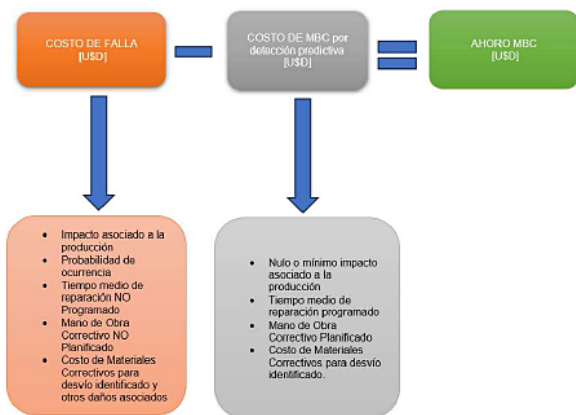 COSTO DE FALLA
[U$D]
COSTO DE MBC por
detección predictiva
[U$D]
AHORO MBC
[U$D]
• Impacto asociado a la
producción
• Probabilidad de
ocurrencia
• Tiempo medio de
reparación NO
Programado
• Mano de Obra
Correctivo NO
Planificado
• Costo de Materiales
Correctivos para
desvío identificado y
otros daños asociados
• Nulo o mínimo impacto
asociado a la
producción
• Tiempo medio de
reparación programado
• Mano de Obra
Correctivo Planificado
• Costo de Materiales
Correctivos para desvío
identificado.